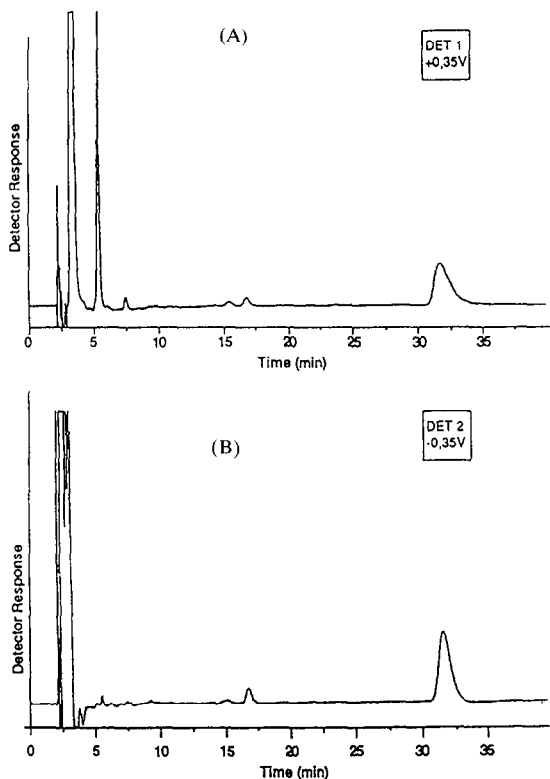 (A)
DET 1
+0,35V
Detector Response
0 5 10 15 20 25 30 35
Time (min)
(B)
DET 2
-0,35V
Detector Response
0 5 10 15 20 25 30 35
Time (min)